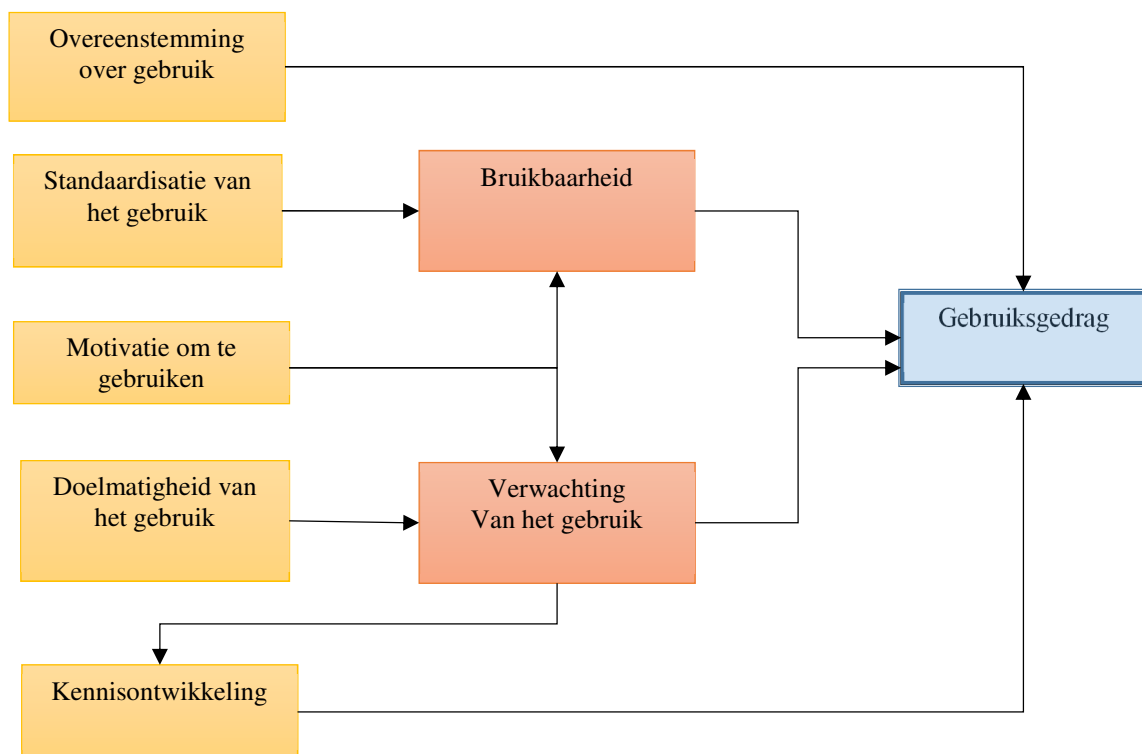 Overeenstemming
over gebruik
Standaardisatie van
het gebruik
Bruikbaarheid
Motivatie om te
gebruiken
Gebruiksgedrag
Doelmatigheid van
het gebruik
Verwachting
Van het gebruik
Kennisontwikkeling